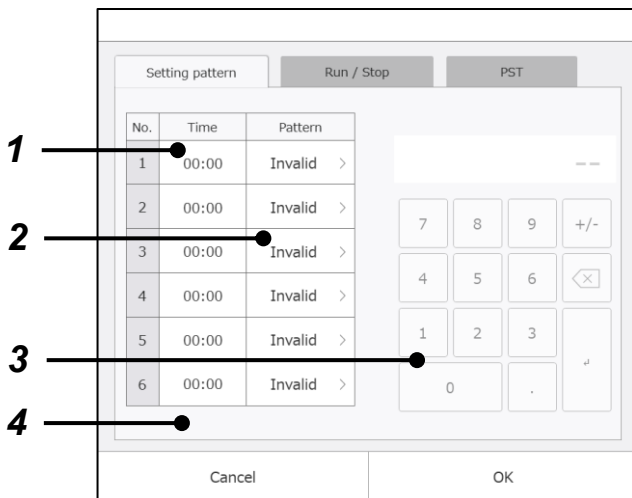 Setting pattern Run / Stop PST
No. Time Pattern
1 00:00 Invalid >
2 00:00 Invalid >
3 00:00 Invalid >
4 00:00 Invalid >
5 00:00 Invalid >
6 00:00 Invalid >
--
7 8 9 +/-
4 5 6
1 2 3
0 .
Cancel OK
1
2
3
4